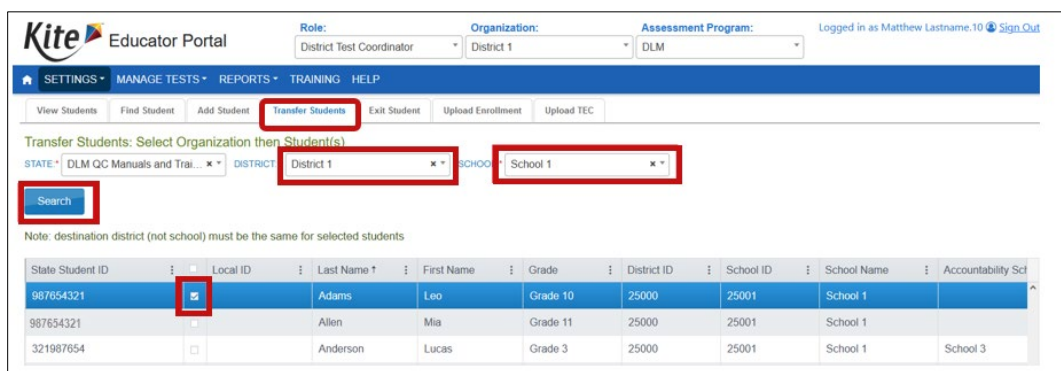 Kite Educator Portal
Role: Organization: Assessment Program: Logged in as Matthew Lastname.10 Sign Out
District Test Coordinator District 1 DLM
SETTINGS MANAGE TESTS REPORTS TRAINING HELP
View Students Find Student Add Student Transfer Students Exit Student Upload Enrollment Upload TEC
Transfer Students: Select Organization then Student(s)
STATE:* DLM QC Manuals and Trai... DISTRICT: District 1 SCHOOL:* School 1
Search
Note: destination district (not school) must be the same for selected students
State Student ID Local ID Last Name ↑ First Name Grade District ID School ID School Name Accountability Sch
987654321 Adams Leo Grade 10 25000 25001 School 1
987654321 Allen Mia Grade 11 25000 25001 School 1
321987654 Anderson Lucas Grade 3 25000 25001 School 1 School 3